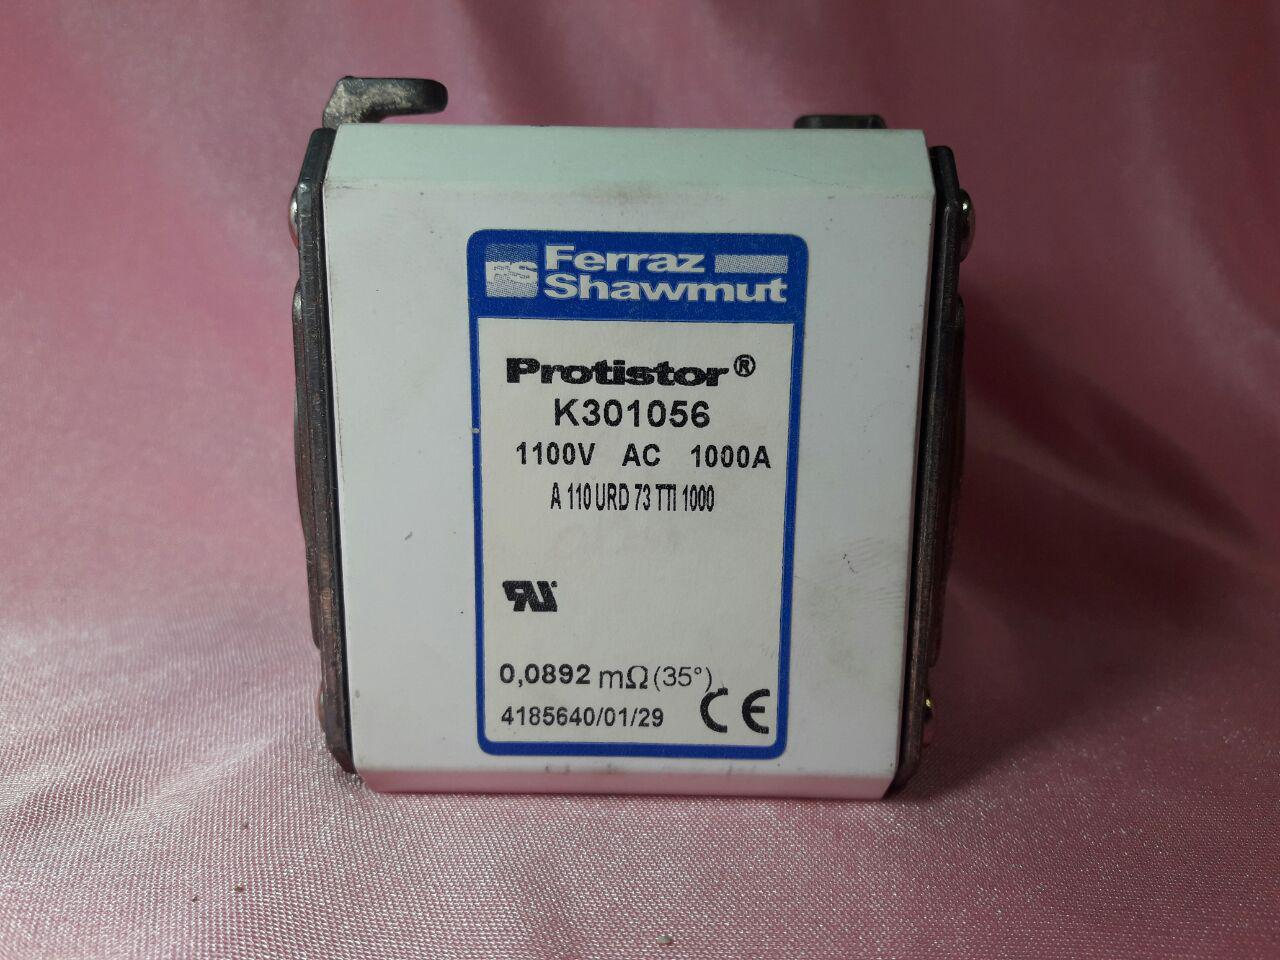 FS
Ferraz
Shawmut
Protistor®
K301056
1100V AC 1000A
A 110 URD 73 TTI 1000
0,0892 mΩ (35°)
4185640/01/29
CE